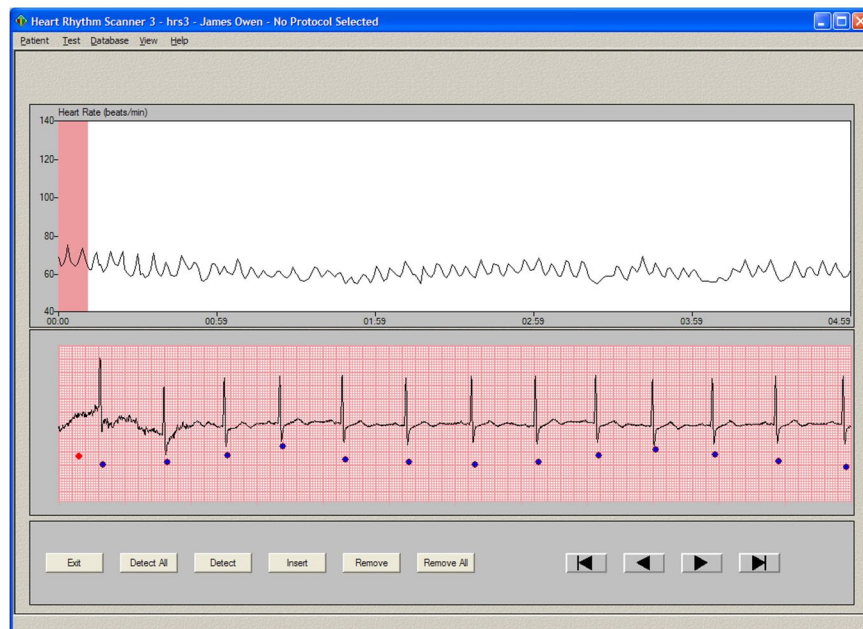 Heart Rhythm Scanner 3 - hrs3 - James Owen - No Protocol Selected
Patient Test Database View Help
Heart Rate (beats/min)
140
120
100
80
60
40
00:00 00:59 01:59 02:59 03:59 04:59
Exit Detect All Detect Insert Remove Remove All